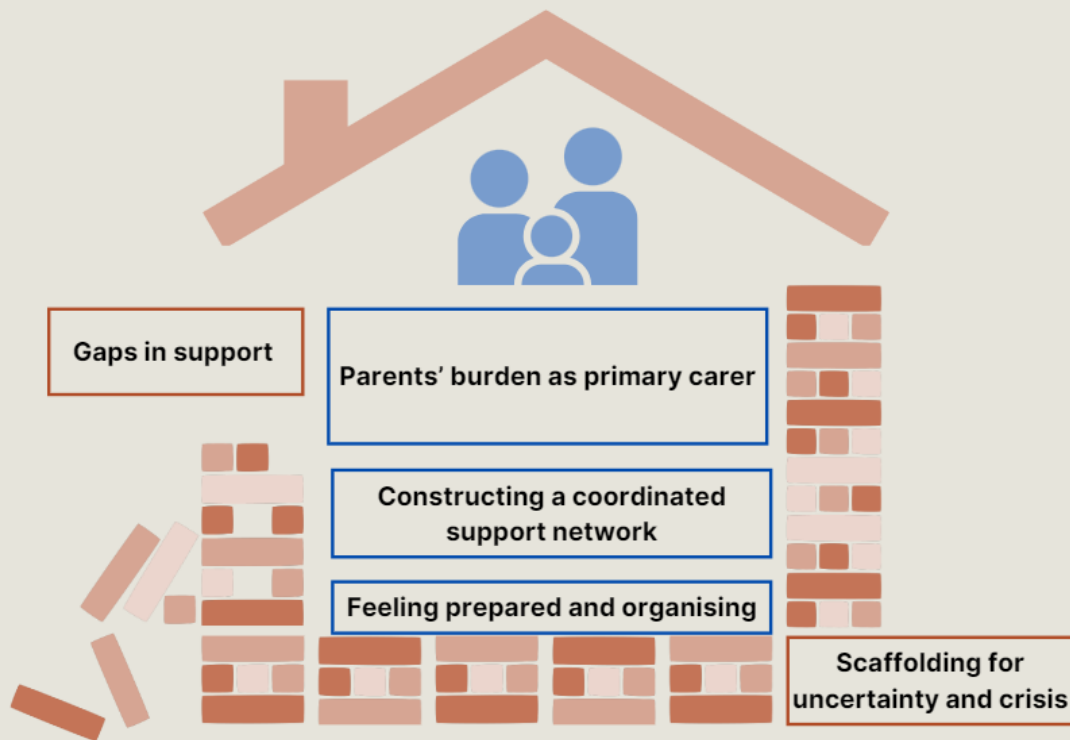 Gaps in support
Parents’ burden as primary carer
Constructing a coordinated
support network
Feeling prepared and organising
Scaffolding for
uncertainty and crisis